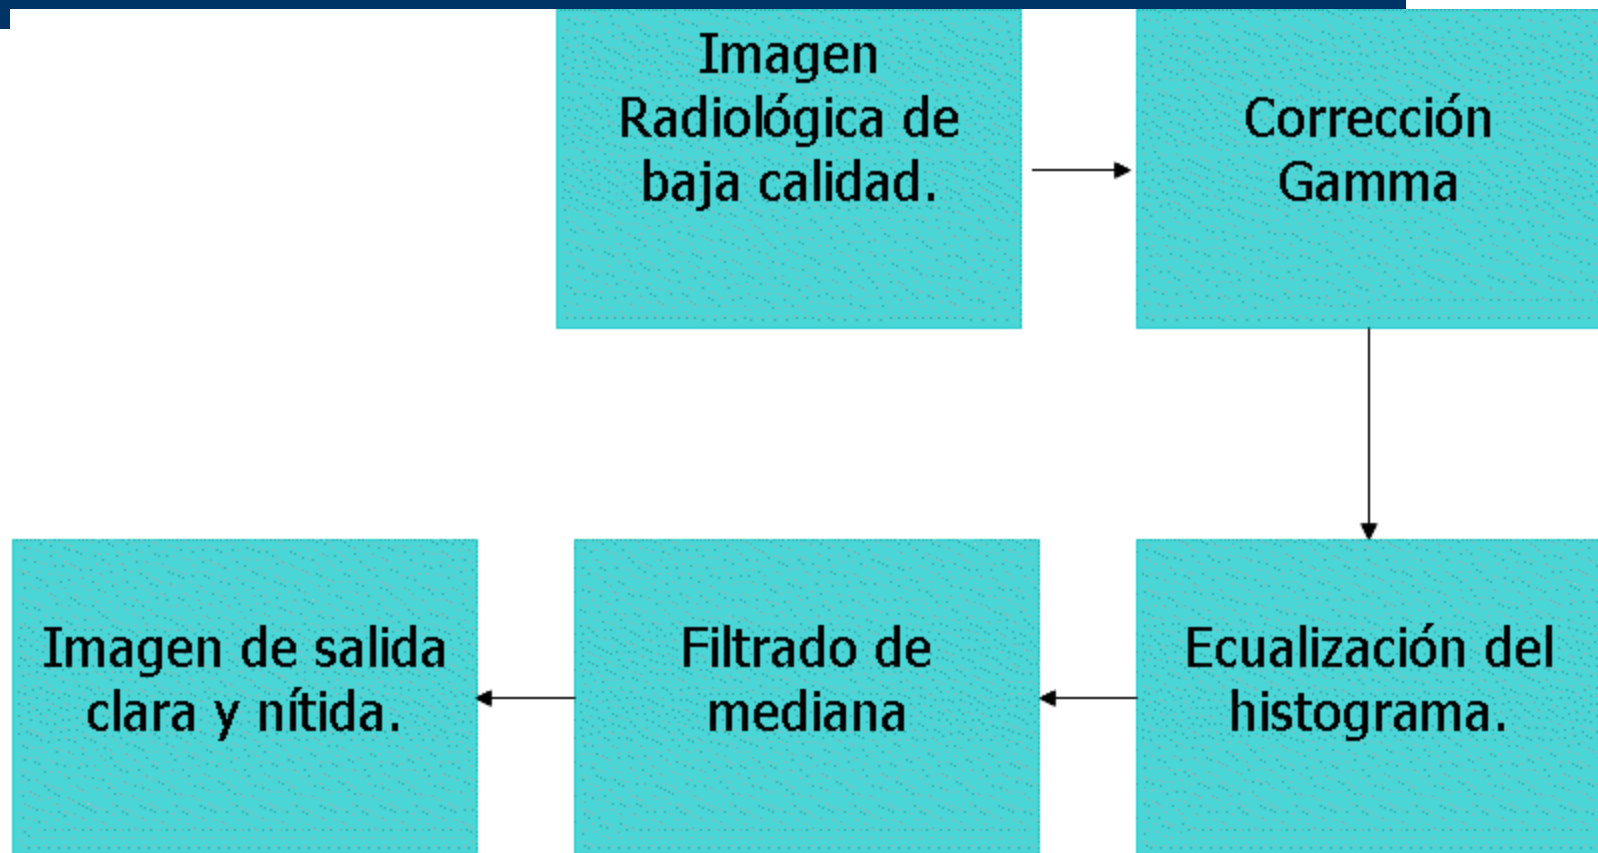 Imagen
Radiológica de
baja calidad.
Corrección
Gamma
Ecualización del
histograma.
Filtrado de
mediana
Imagen de salida
clara y nítida.